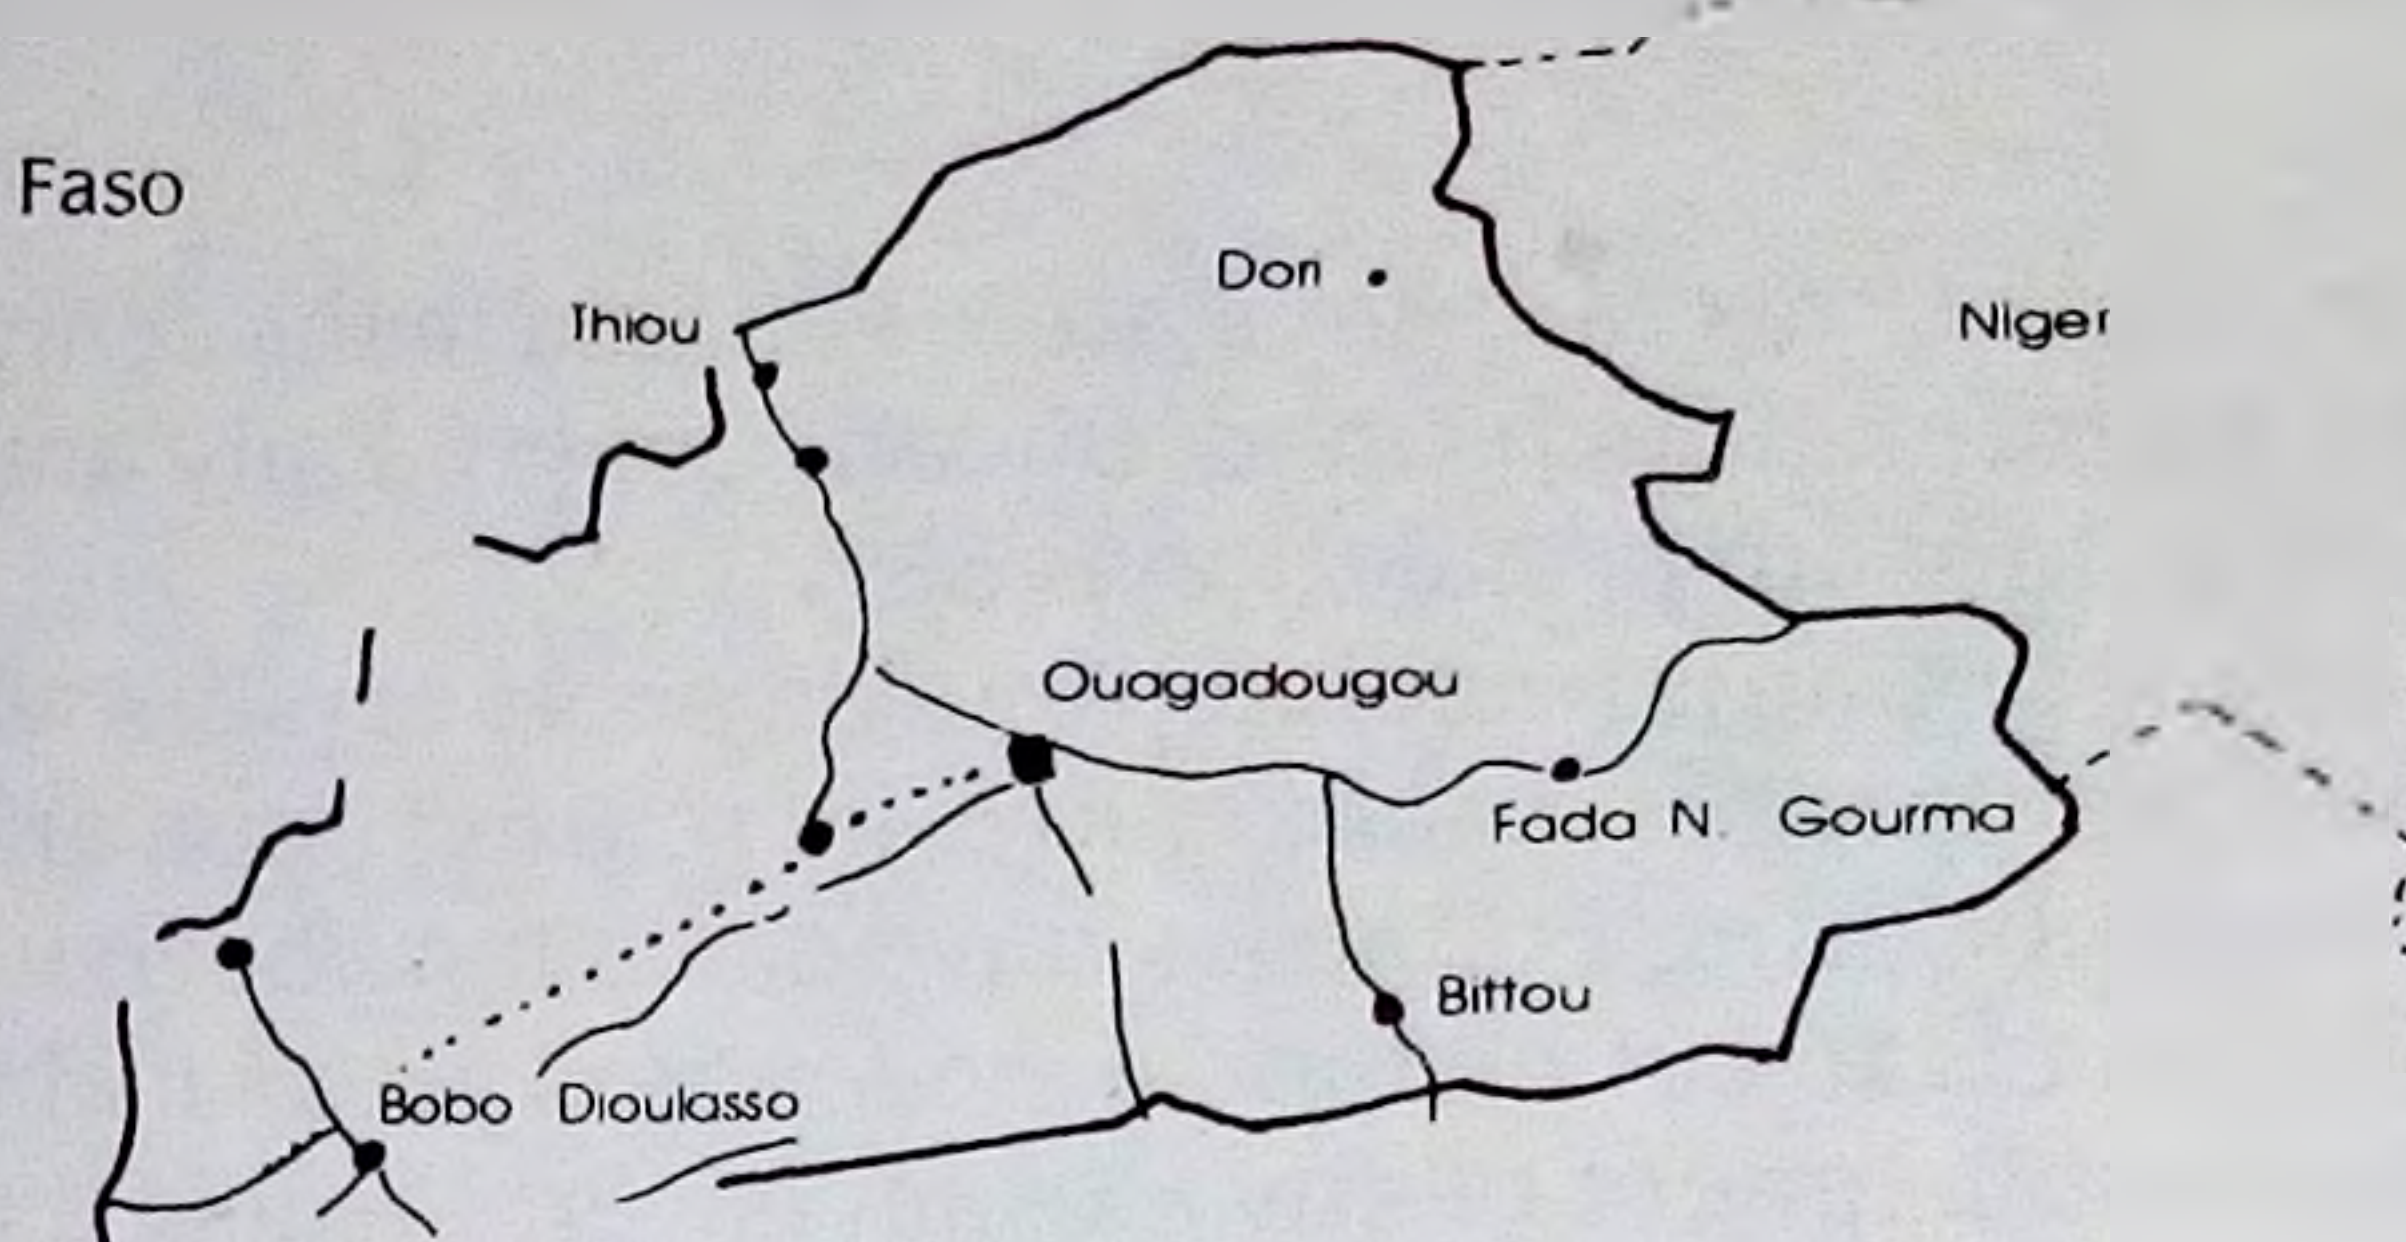 Faso
Dori
Thiou
Niger
Ouagadougou
Fada N. Gourma
Bittou
Bobo Dioulasso